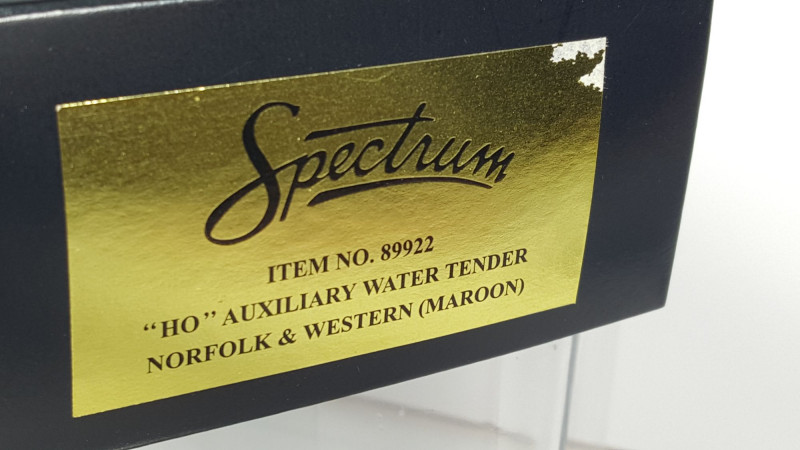 Spectrum
ITEM NO. 89922
“HO” AUXILIARY WATER TENDER
NORFOLK & WESTERN (MAROON)